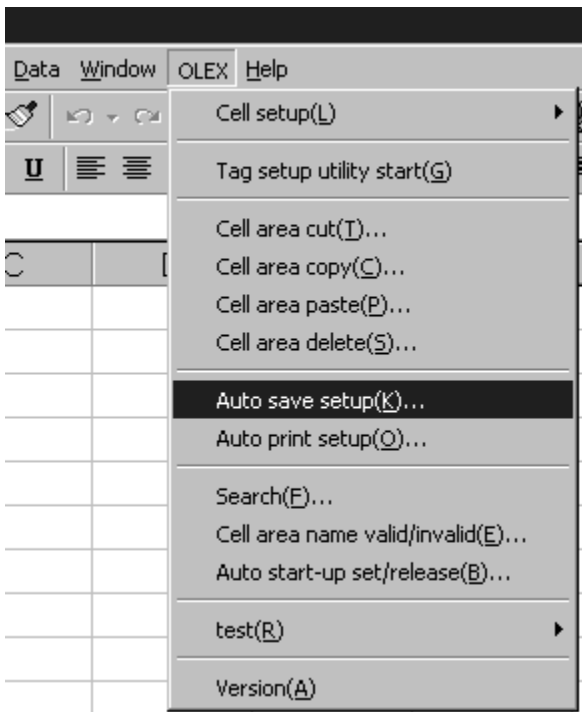 Data Window OLEX Help
Cell setup(L)
U
Tag setup utility start(G)
Cell area cut(T)...
C
Cell area copy(C)...
Cell area paste(P)...
Cell area delete(S)...
Auto save setup(K)...
Auto print setup(O)...
Search(F)...
Cell area name valid/invalid(E)...
Auto start-up set/release(B)...
test(R)
Version(A)